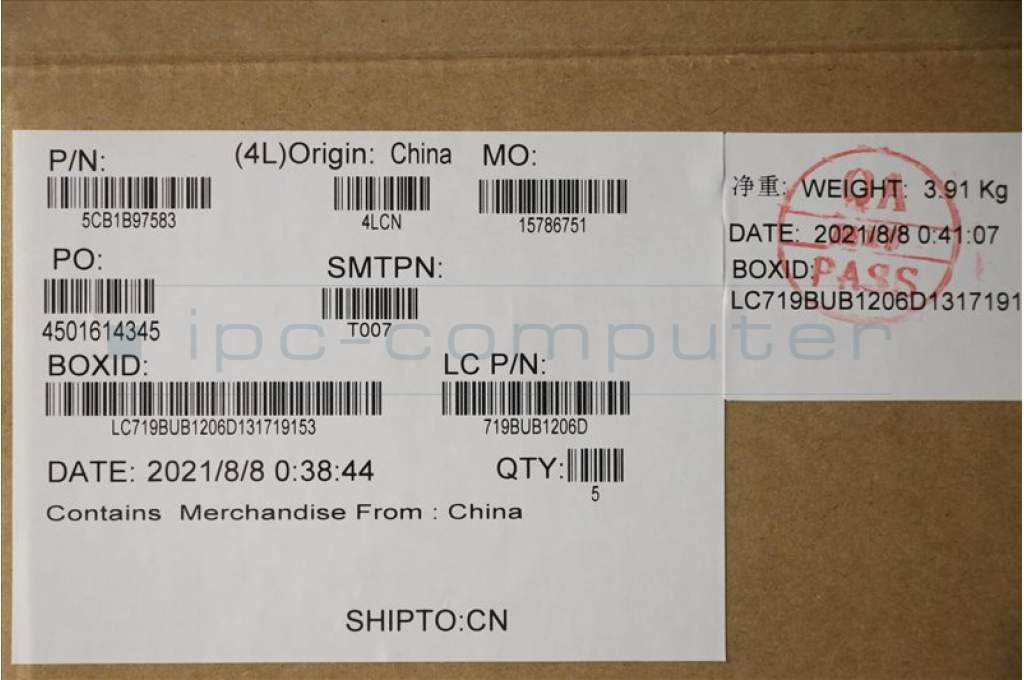 P/N:
(4L)Origin: China
MO:
5CB1B97583
4LCN
15786751
PO:
SMTPN:
4501614345
T007
BOXID:
LC P/N:
LC719BUB1206D131719153
719BUB1206D
DATE: 2021/8/8 0:38:44
QTY:
5
Contains Merchandise From : China
SHIPTO:CN
净重: WEIGHT: 3.91 Kg
DATE: 2021/8/8 0:41:07
BOXID:
LC719BUB1206D1317191
QA
PASS
ipc-computer